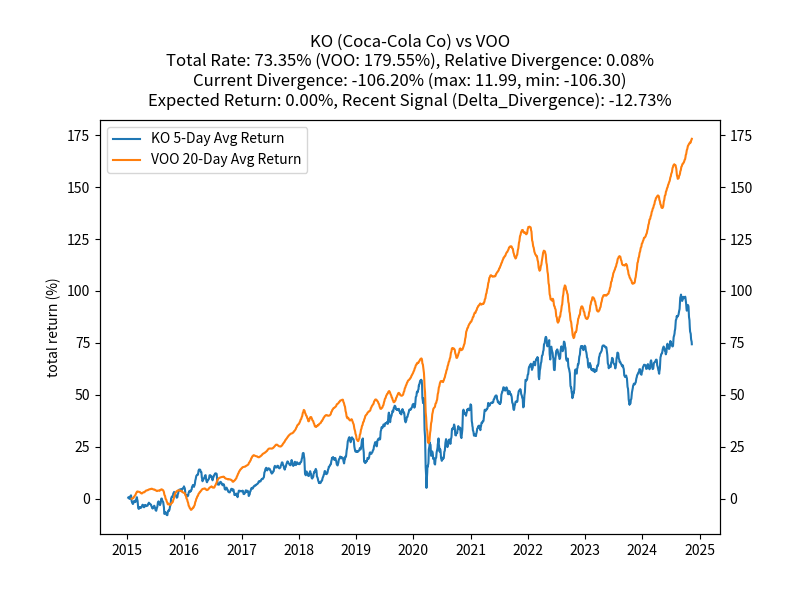 KO (Coca-Cola Co) vs VOO
Total Rate: 73.35% (VOO: 179.55%), Relative Divergence: 0.08%
Current Divergence: -106.20% (max: 11.99, min: -106.30)
Expected Return: 0.00%, Recent Signal (Delta_Divergence): -12.73%
KO 5-Day Avg Return
VOO 20-Day Avg Return
total return (%)
175
150
125
100
75
50
25
0
175
150
125
100
75
50
25
0
2015 2016 2017 2018 2019 2020 2021 2022 2023 2024 2025